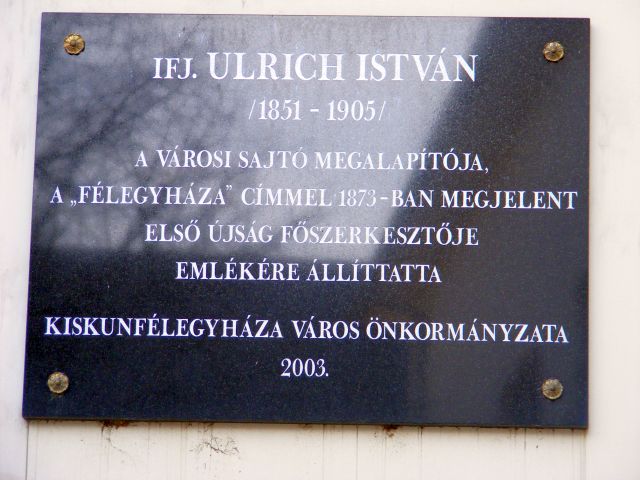 IFJ. ULRICH ISTVÁN
/1851 - 1905/
A VÁROSI SAJTÓ MEGALAPÍTÓJA,
A „FÉLEGYHÁZA” CÍMMEL 1873-BAN MEGJELENT
ELSŐ ÚJSÁG FŐSZERKESZTŐJE
EMLÉKÉRE ÁLLÍTTATTA
KISKUNFÉLEGYHÁZA VÁROS ÖNKORMÁNYZATA
2003.